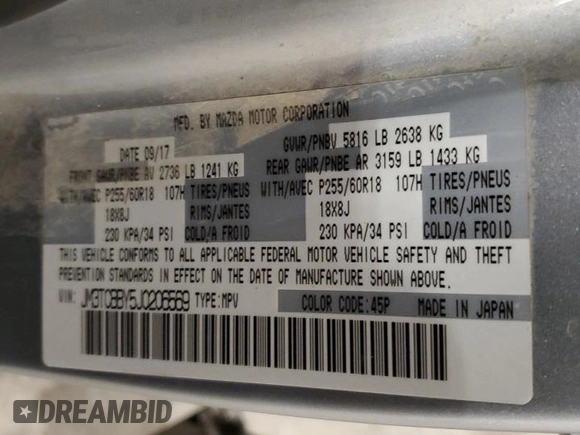 MFD. BY MAZDA MOTOR CORPORATION
DATE 09/17 GVWR/PNBV 5816 LB 2638 KG
FRONT GAWR/PNBE AV 2736 LB 1241 KG REAR GAWR/PNBE AR 3159 LB 1433 KG
WITH/AVEC P255/60R18 107H TIRES/PNEUS WITH/AVEC P255/60R18 107H TIRES/PNEUS
18X8J RIMS/JANTES 18X8J RIMS/JANTES
230 KPA/34 PSI COLD/A FROID 230 KPA/34 PSI COLD/A FROID
THIS VEHICLE CONFORMS TO ALL APPLICABLE FEDERAL MOTOR VEHICLE SAFETY AND THEFT
PREVENTION STANDARDS IN EFFECT ON THE DATE OF MANUFACTURE SHOWN ABOVE.
VIN: JM3TCBBY5J0206569 TYPE:MPV COLOR CODE:45P MADE IN JAPAN
DREAMBID